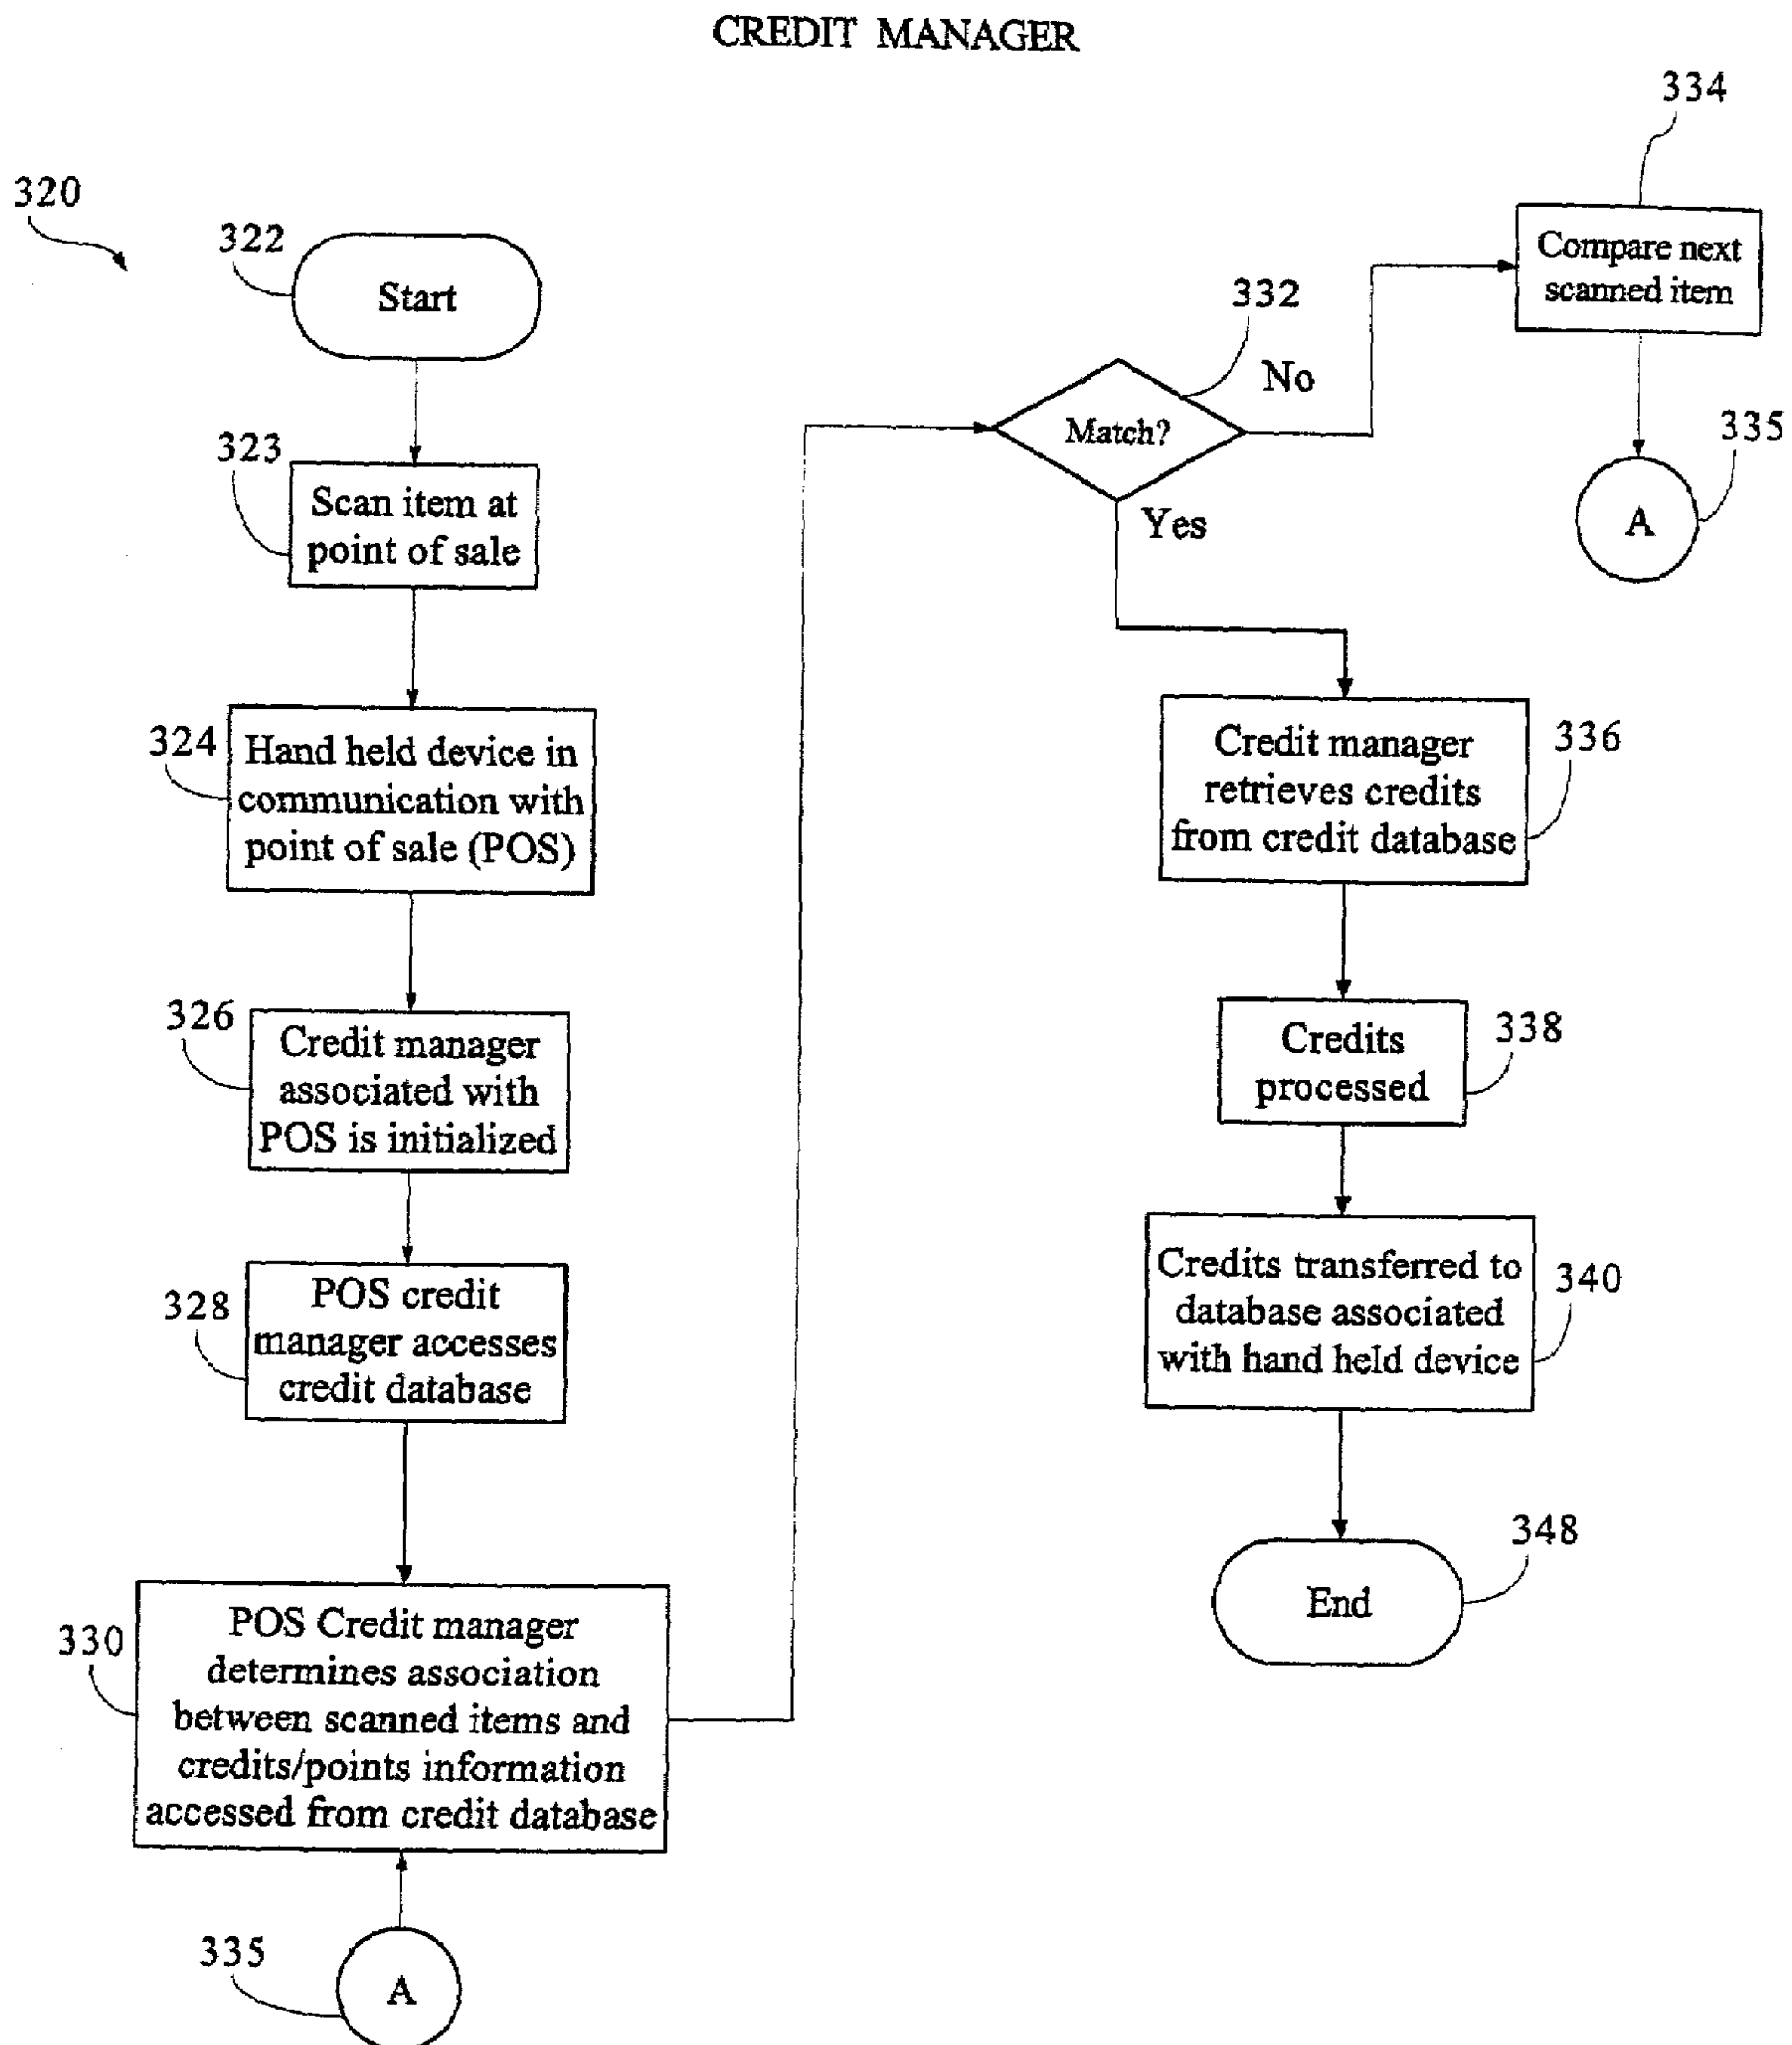 CREDIT MANAGER
320
322
Start
323
Scan item at
point of sale
324
Hand held device in
communication with
point of sale (POS)
326
Credit manager
associated with
POS is initialized
328
POS credit
manager accesses
credit database
330
POS Credit manager
determines association
between scanned items and
credits/points information
accessed from credit database
335
A
332
Match?
No
Yes
334
Compare next
scanned item
335
A
336
Credit manager
retrieves credits
from credit database
338
Credits
processed
340
Credits transferred to
database associated
with hand held device
348
End